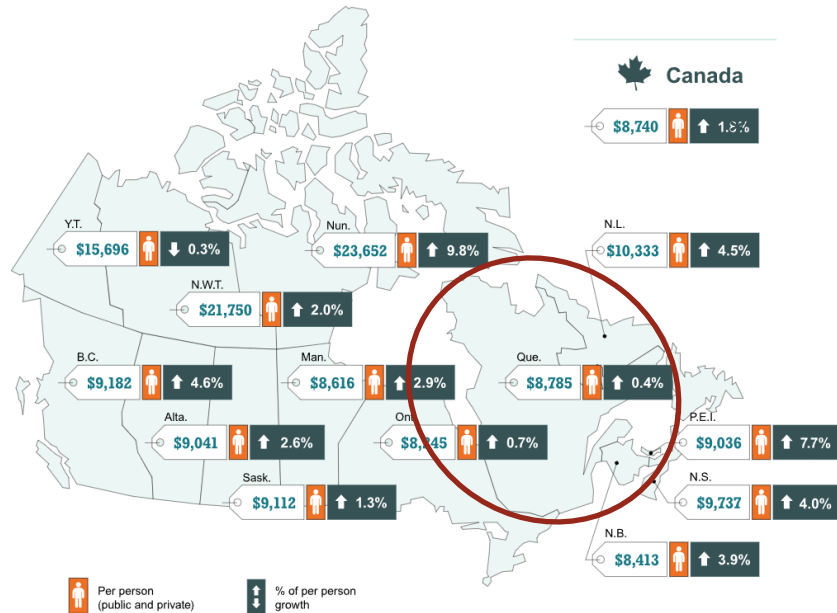 Canada
$8,740
Y.T.
$15,696 0.3%
Nun.
$23,652 9.8%
N.L.
$10,333 4.5%
N.W.T.
$21,750 2.0%
B.C.
$9,182 4.6%
Man.
$8,616 2.9%
Que.
$8,785 0.4%
Alta.
$9,041 2.6%
$8,245 0.7%
P.E.I.
$9,036 7.7%
Sask.
$9,112 1.3%
N.S.
$9,737 4.0%
N.B.
$8,413 3.9%
Per person
(public and private)
% of per person
growth